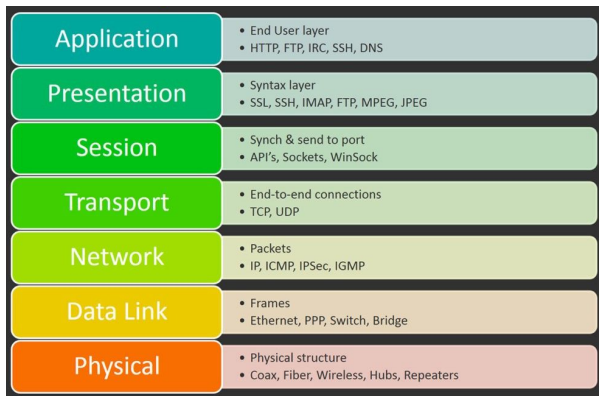 Application
• End User layer
• HTTP, FTP, IRC, SSH, DNS
Presentation
• Syntax layer
• SSL, SSH, IMAP, FTP, MPEG, JPEG
Session
• Synch & send to port
• API's, Sockets, WinSock
Transport
• End-to-end connections
• TCP, UDP
Network
• Packets
• IP, ICMP, IPSec, IGMP
Data Link
• Frames
• Ethernet, PPP, Switch, Bridge
Physical
• Physical structure
• Coax, Fiber, Wireless, Hubs, Repeaters